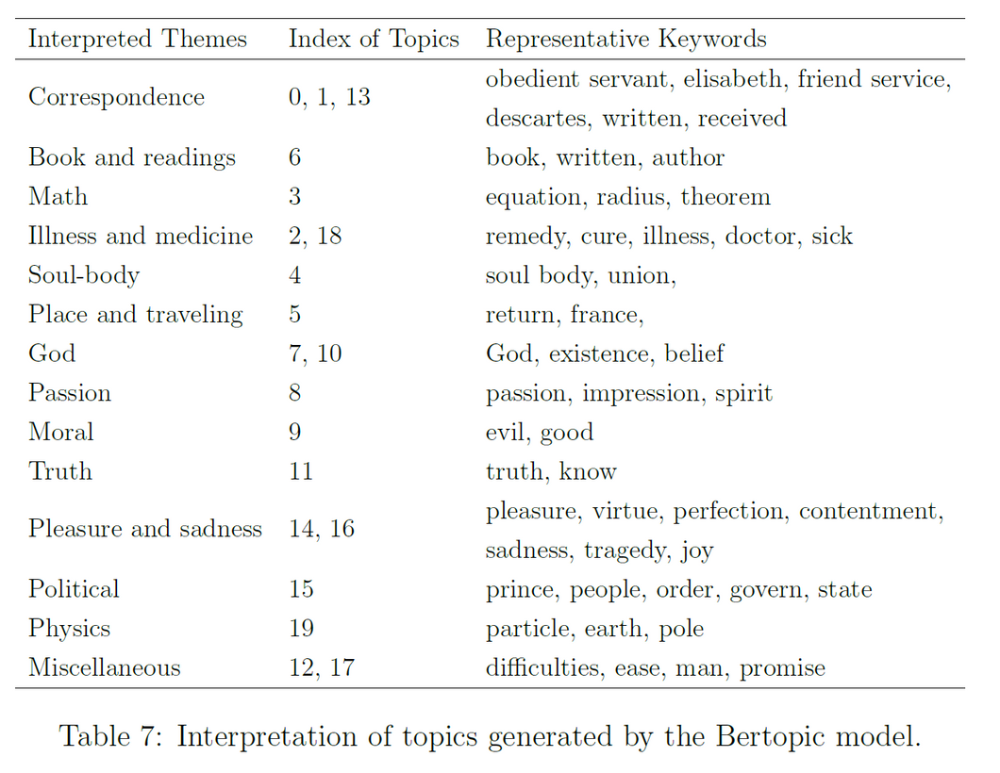 Interpreted Themes Index of Topics Representative Keywords
Correspondence 0, 1, 13 obedient servant, elisabeth, friend service,
descartes, written, received
Book and readings 6 book, written, author
Math 3 equation, radius, theorem
Illness and medicine 2, 18 remedy, cure, illness, doctor, sick
Soul-body 4 soul body, union,
Place and traveling 5 return, france,
God 7, 10 God, existence, belief
Passion 8 passion, impression, spirit
Moral 9 evil, good
Truth 11 truth, know
Pleasure and sadness 14, 16 pleasure, virtue, perfection, contentment,
sadness, tragedy, joy
Political 15 prince, people, order, govern, state
Physics 19 particle, earth, pole
Miscellaneous 12, 17 difficulties, ease, man, promise
Table 7: Interpretation of topics generated by the Bertopic model.